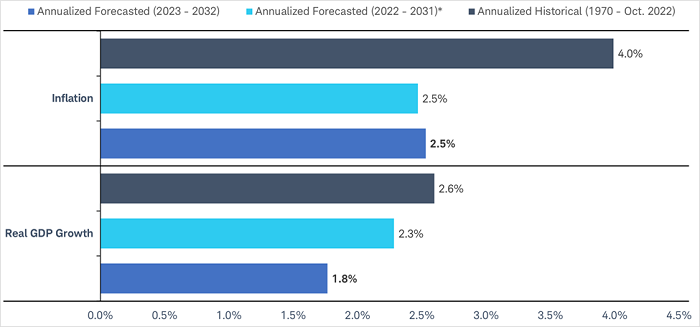 Annualized Forecasted (2023 - 2032) Annualized Forecasted (2022 - 2031)* Annualized Historical (1970 - Oct. 2022)
4.0%
Inflation 2.5%
2.5%
2.6%
Real GDP Growth 2.3%
1.8%
0.0% 0.5% 1.0% 1.5% 2.0% 2.5% 3.0% 3.5% 4.0% 4.5%